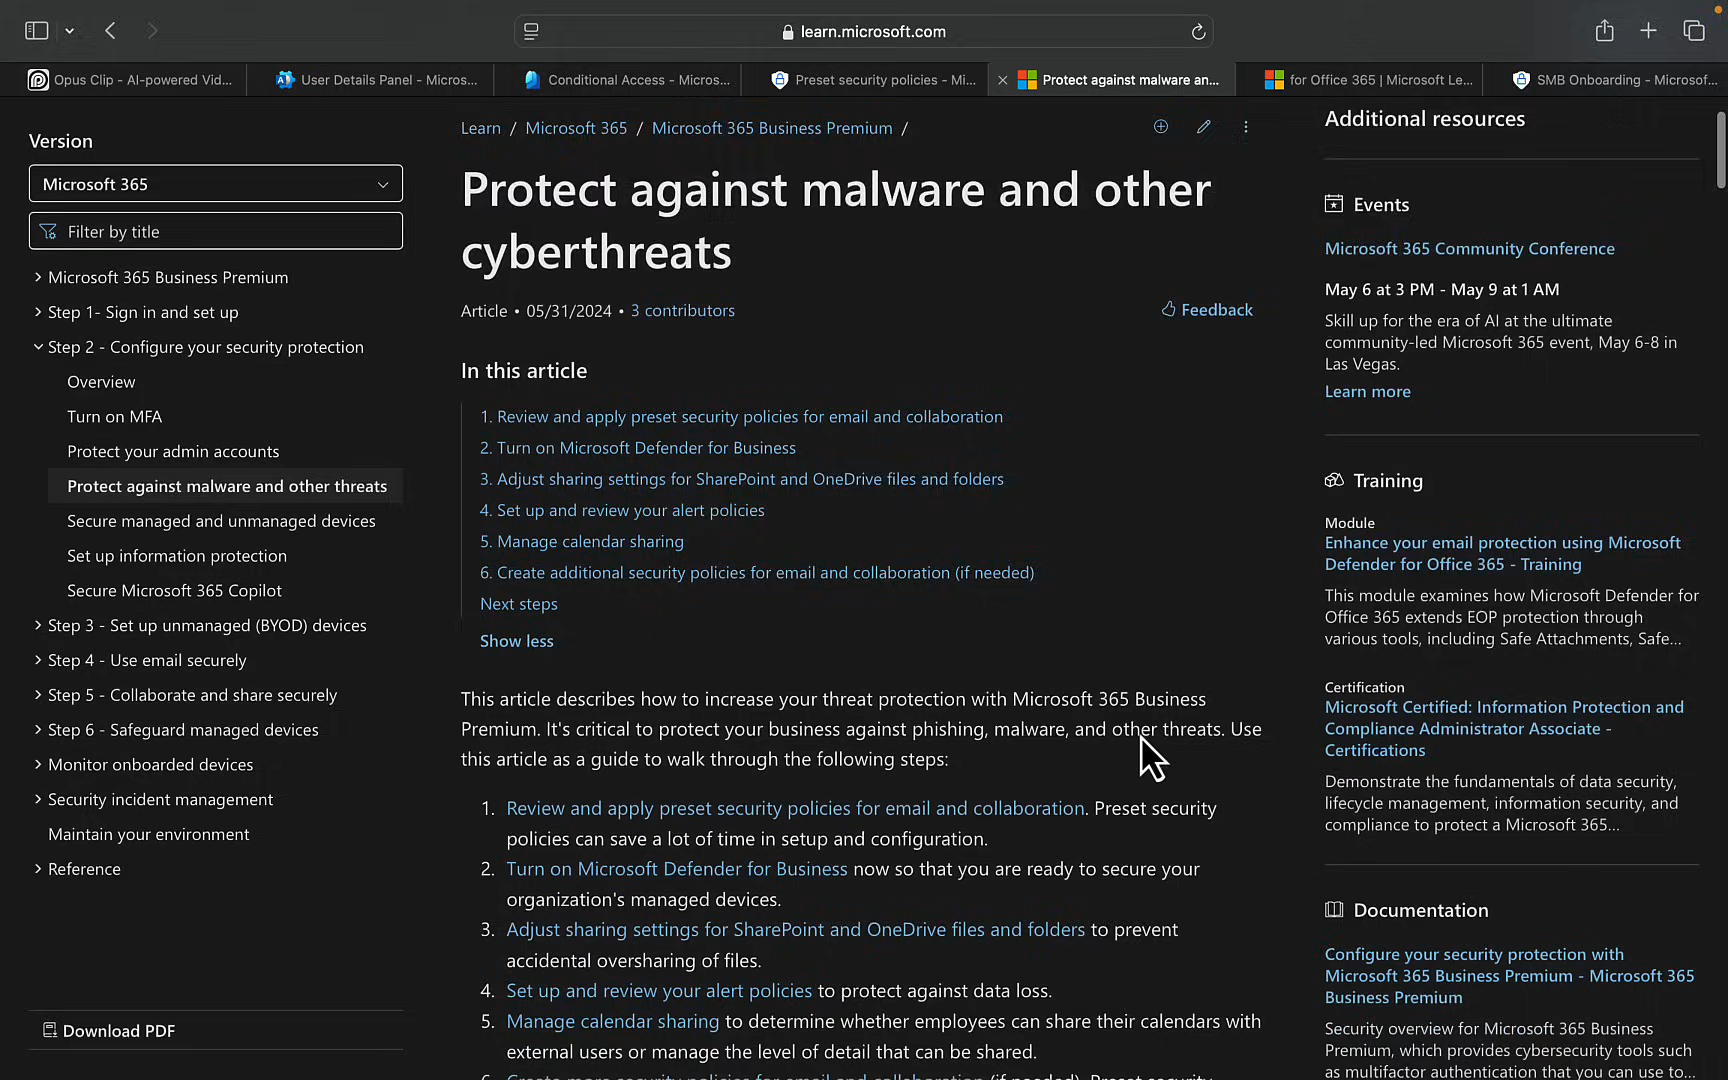 learn.microsoft.com
Opus Clip - AI-powered Vid...
User Details Panel - Micros...
Conditional Access - Micros...
Preset security policies - Mi...
Protect against malware an...
for Office 365 | Microsoft Le...
SMB Onboarding - Microsof...
Version
Microsoft 365
Filter by title
Microsoft 365 Business Premium
Step 1- Sign in and set up
Step 2 - Configure your security protection
Overview
Turn on MFA
Protect your admin accounts
Protect against malware and other threats
Secure managed and unmanaged devices
Set up information protection
Secure Microsoft 365 Copilot
Step 3 - Set up unmanaged (BYOD) devices
Step 4 - Use email securely
Step 5 - Collaborate and share securely
Step 6 - Safeguard managed devices
Monitor onboarded devices
Security incident management
Maintain your environment
Reference
Download PDF
Learn / Microsoft 365 / Microsoft 365 Business Premium /
Protect against malware and other
cyberthreats
Article • 05/31/2024 • 3 contributors
Feedback
In this article
1. Review and apply preset security policies for email and collaboration
2. Turn on Microsoft Defender for Business
3. Adjust sharing settings for SharePoint and OneDrive files and folders
4. Set up and review your alert policies
5. Manage calendar sharing
6. Create additional security policies for email and collaboration (if needed)
Next steps
Show less
This article describes how to increase your threat protection with Microsoft 365 Business
Premium. It's critical to protect your business against phishing, malware, and other threats. Use
this article as a guide to walk through the following steps:
1. Review and apply preset security policies for email and collaboration. Preset security
policies can save a lot of time in setup and configuration.
2. Turn on Microsoft Defender for Business now so that you are ready to secure your
organization's managed devices.
3. Adjust sharing settings for SharePoint and OneDrive files and folders to prevent
accidental oversharing of files.
4. Set up and review your alert policies to protect against data loss.
5. Manage calendar sharing to determine whether employees can share their calendars with
external users or manage the level of detail that can be shared.
6. Create more security policies for email and collaboration (if needed). Preset security
Additional resources
Events
Microsoft 365 Community Conference
May 6 at 3 PM - May 9 at 1 AM
Skill up for the era of AI at the ultimate
community-led Microsoft 365 event, May 6-8 in
Las Vegas.
Learn more
Training
Module
Enhance your email protection using Microsoft
Defender for Office 365 - Training
This module examines how Microsoft Defender for
Office 365 extends EOP protection through
various tools, including Safe Attachments, Safe...
Certification
Microsoft Certified: Information Protection and
Compliance Administrator Associate -
Certifications
Demonstrate the fundamentals of data security,
lifecycle management, information security, and
compliance to protect a Microsoft 365...
Documentation
Configure your security protection with
Microsoft 365 Business Premium - Microsoft 365
Business Premium
Security overview for Microsoft 365 Business
Premium, which provides cybersecurity tools such
as multifactor authentication that you can use to...